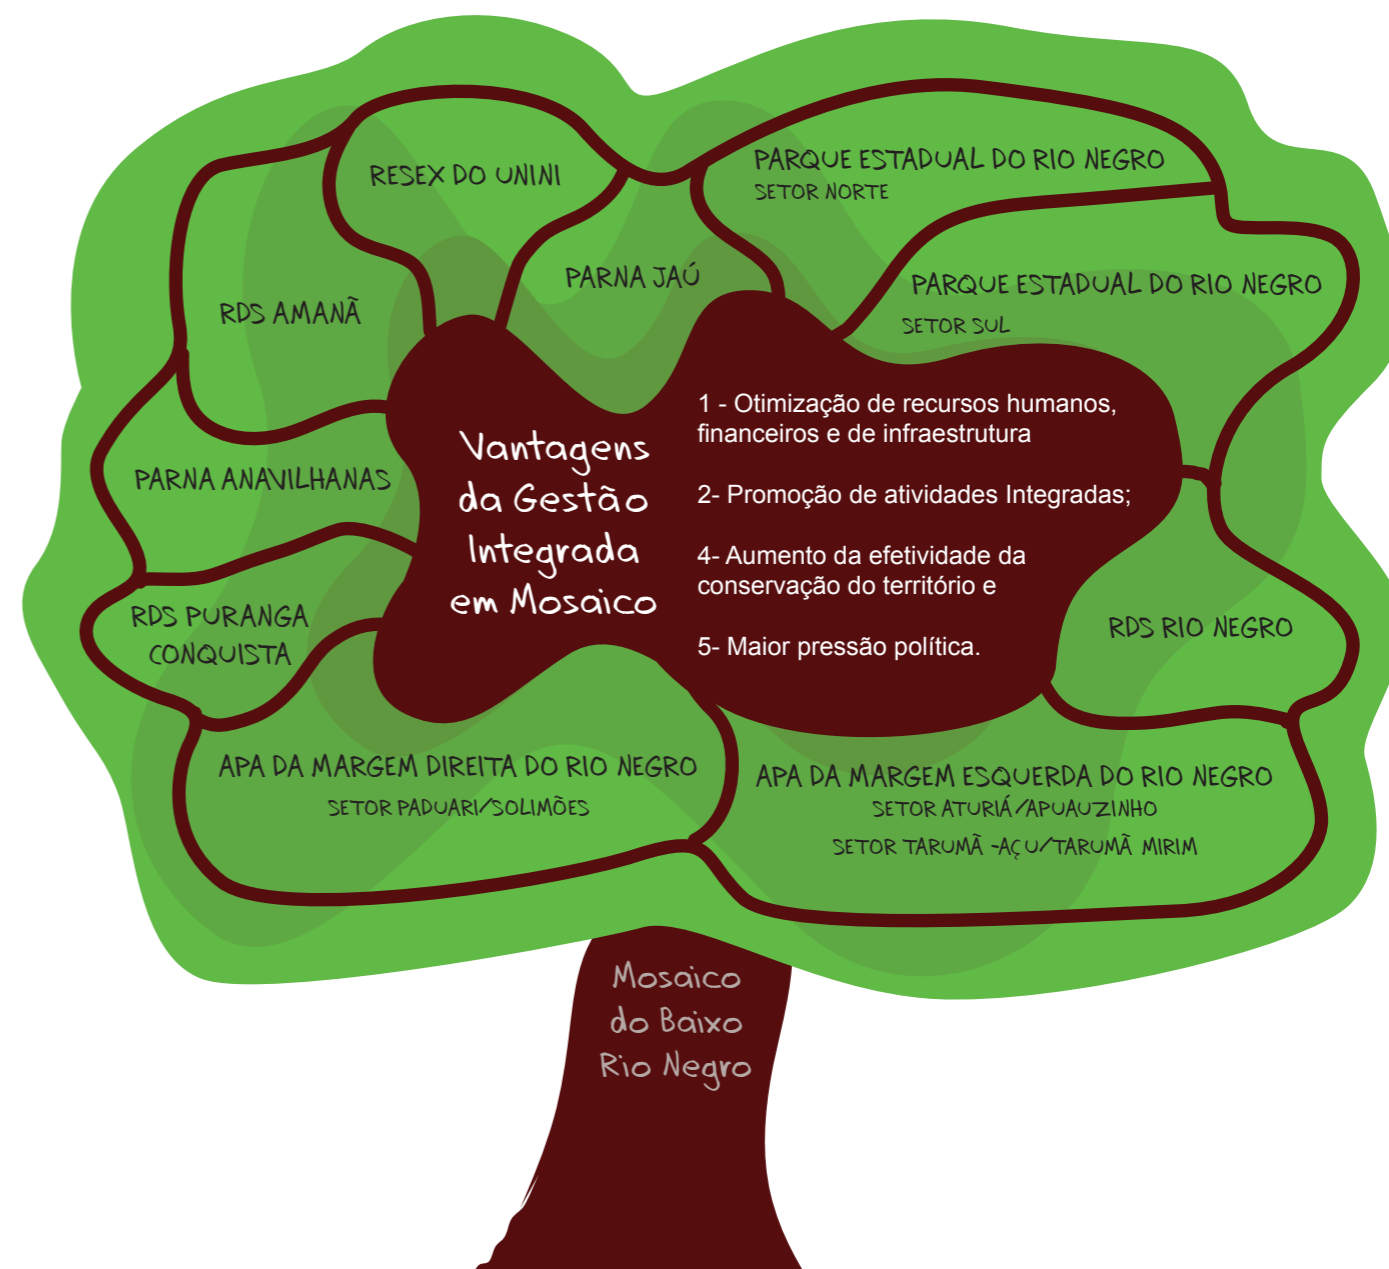 RESEX DO UNINI
PARQUE ESTADUAL DO RIO NEGRO
SETOR NORTE
PARNA JAÚ
PARQUE ESTADUAL DO RIO NEGRO
SETOR SUL
RDS AMANÃ
PARNA ANAVILHANAS
RDS PURANGA
CONQUISTA
Vantagens
da Gestão
Integrada
em Mosaico
1 - Otimização de recursos humanos,
financeiros e de infraestrutura
2- Promoção de atividades Integradas;
4- Aumento da efetividade da
conservação do território e
5- Maior pressão política.
RDS RIO NEGRO
APA DA MARGEM DIREITA DO RIO NEGRO
SETOR PADUARI/SOLIMÕES
APA DA MARGEM ESQUERDA DO RIO NEGRO
SETOR ATURIÁ/APUAUZINHO
SETOR TARUMÃ -AÇU/TARUMÃ MIRIM
Mosaico
do Baixo
Rio Negro